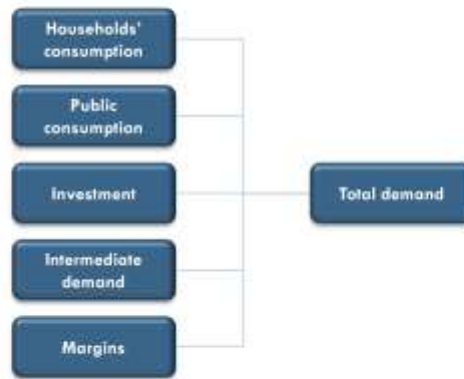 Households'
consumption
Public
consumption
Investment
Total demand
Intermediate
demand
Margins